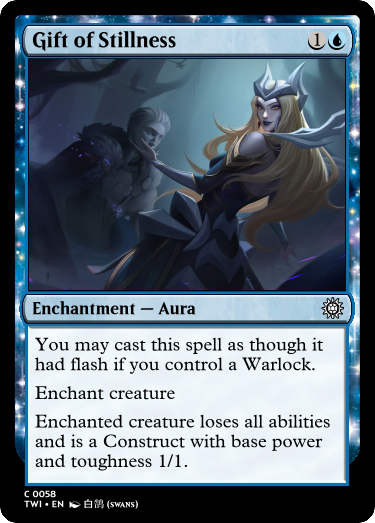 Gift of Stillness 1
Enchantment — Aura
You may cast this spell as though it
had flash if you control a Warlock.
Enchant creature
Enchanted creature loses all abilities
and is a Construct with base power
and toughness 1/1.
C 0058
TWI • EN 白鹄 (SWANS)